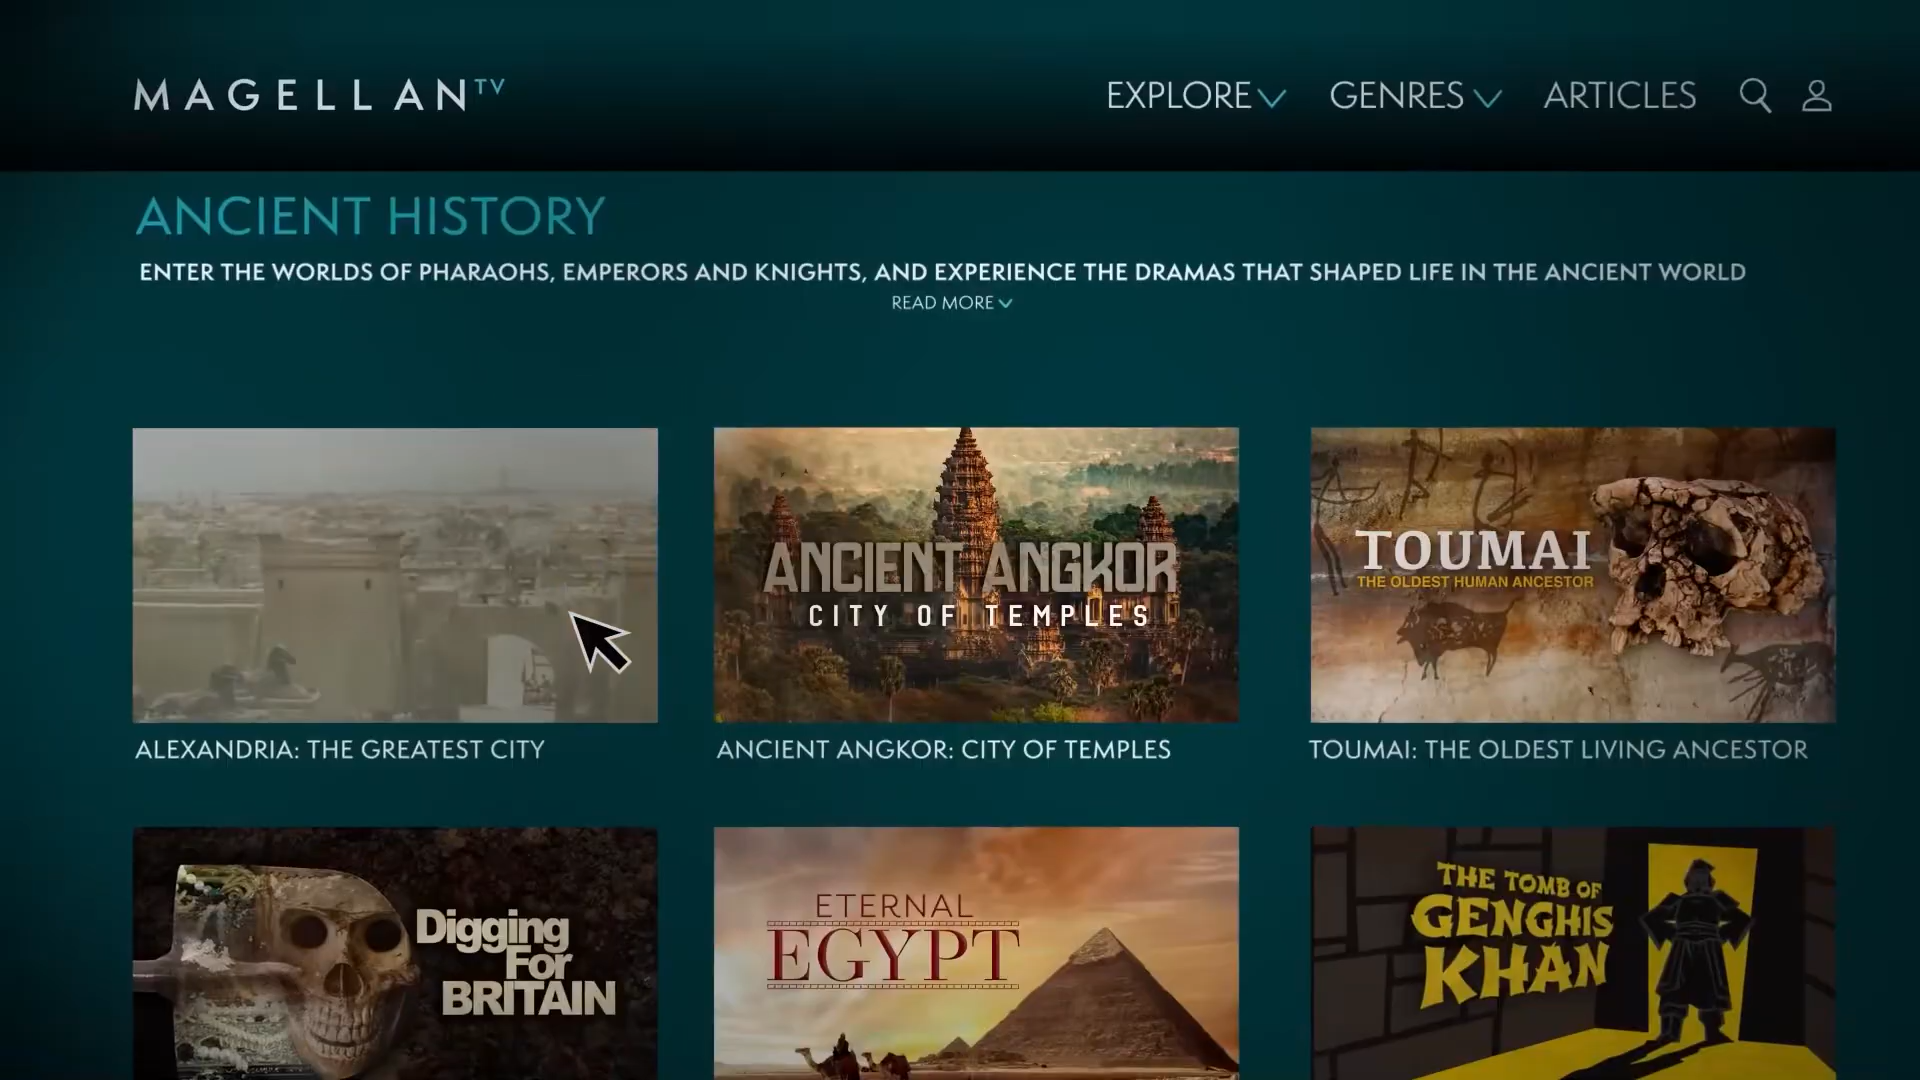 MAGELLANTV
EXPLORE
GENRES
ARTICLES
ANCIENT HISTORY
ENTER THE WORLDS OF PHARAOHS, EMPERORS AND KNIGHTS, AND EXPERIENCE THE DRAMAS THAT SHAPED LIFE IN THE ANCIENT WORLD
READ MORE
ANCIENT ANGKOR
CITY OF TEMPLES
TOUMAI
THE OLDEST HUMAN ANCESTOR
ALEXANDRIA: THE GREATEST CITY
ANCIENT ANGKOR: CITY OF TEMPLES
TOUMAI: THE OLDEST LIVING ANCESTOR
Digging
For
BRITAIN
ETERNAL
EGYPT
THE TOMB OF
GENGHIS
KHAN